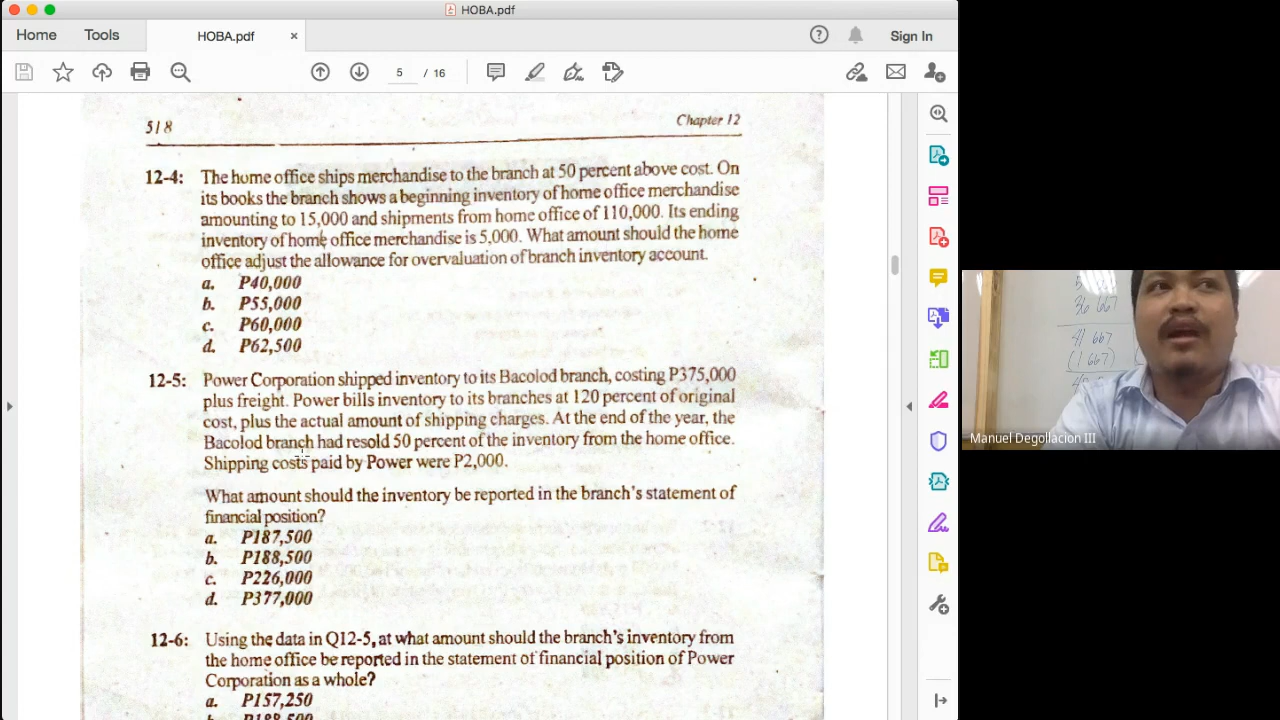 HOBA.pdf
Home
Tools
HOBA.pdf
×
Sign In
5 / 16
518
Chapter 12
12-4: The home office ships merchandise to the branch at 50 percent above cost. On
its books the branch shows a beginning inventory of home office merchandise
amounting to 15,000 and shipments from home office of 110,000. Its ending
inventory of home office merchandise is 5,000. What amount should the home
office adjust the allowance for overvaluation of branch inventory account.
a. P40,000
b. P55,000
c. P60,000
d. P62,500
12-5: Power Corporation shipped inventory to its Bacolod branch, costing P375,000
plus freight. Power bills inventory to its branches at 120 percent of original
cost, plus the actual amount of shipping charges. At the end of the year, the
Bacolod branch had resold 50 percent of the inventory from the home office.
Shipping costs paid by Power were P2,000.
What amount should the inventory be reported in the branch's statement of
financial position?
a. P187,500
b. P188,500
c. P226,000
d. P377,000
12-6: Using the data in Q12-5, at what amount should the branch's inventory from
the home office be reported in the statement of financial position of Power
Corporation as a whole?
a. P157,250
b. P188,500
36 667
41 667
(1 667)
Manuel Degollacion III